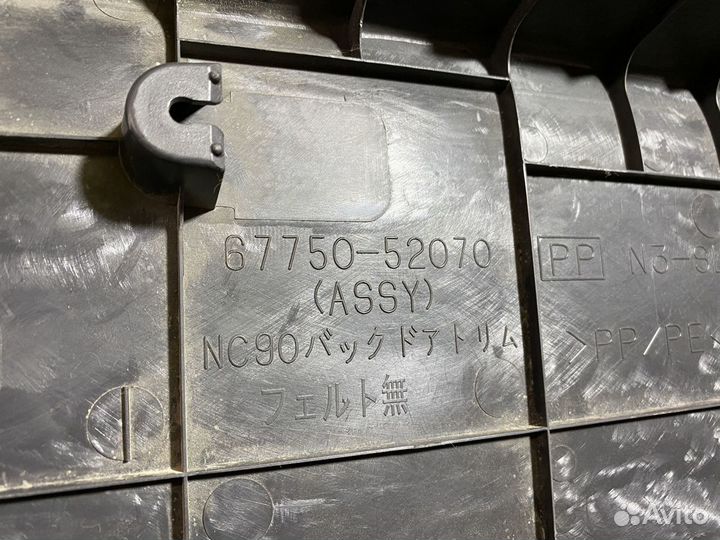 67750-52070
(ASSY)
NC90バックドアトリム
フェルト無
PP N3-S
>PP/PE<
Avito